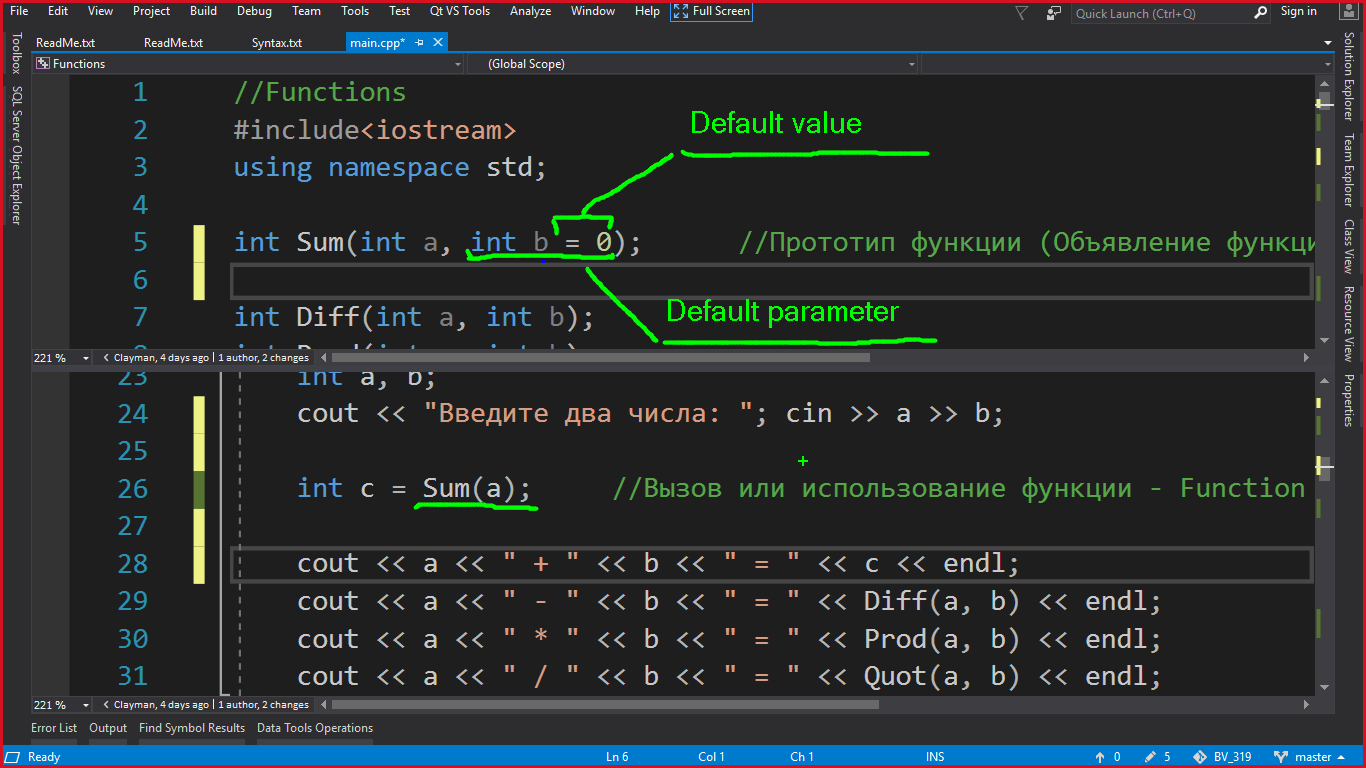 File Edit View Project Build Debug Team Tools Test Qt VS Tools Analyze Window Help Full Screen Quick Launch (Ctrl+Q) Sign in
ReadMe.txt ReadMe.txt Syntax.txt main.cpp*
Functions (Global Scope)
Toolbox
SQL Server Object Explorer
Solution Explorer
Team Explorer
Class View
Resource View
Properties
1 //Functions
Default value
2 #include<iostream>
3 using namespace std;
4
5 int Sum(int a, int b = 0); //Прототип функции (Объявление функци
6
7 int Diff(int a, int b);
Default parameter
221 % Clayman, 4 days ago | 1 author, 2 changes
23 int a, b;
24 cout << "Введите два числа: "; cin >> a >> b;
25
26 int c = Sum(a); //Вызов или использование функции - Function
27
28 cout << a << " + " << b << " = " << c << endl;
29 cout << a << " - " << b << " = " << Diff(a, b) << endl;
30 cout << a << " * " << b << " = " << Prod(a, b) << endl;
31 cout << a << " / " << b << " = " << Quot(a, b) << endl;
221 % Clayman, 4 days ago | 1 author, 2 changes
Error List Output Find Symbol Results Data Tools Operations
Ready Ln 6 Col 1 Ch 1 INS 0 5 BV_319 master